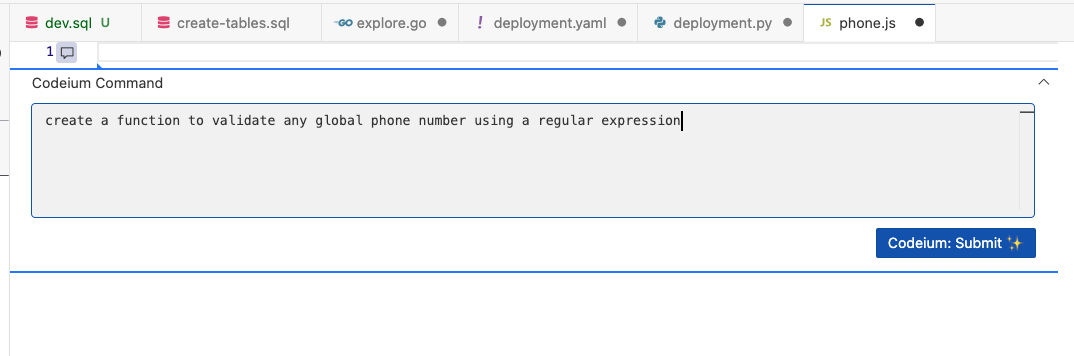 dev.sql U create-tables.sql GO explore.go ! deployment.yaml deployment.py JS phone.js
1
Codeium Command
create a function to validate any global phone number using a regular expression
Codeium: Submit ✨